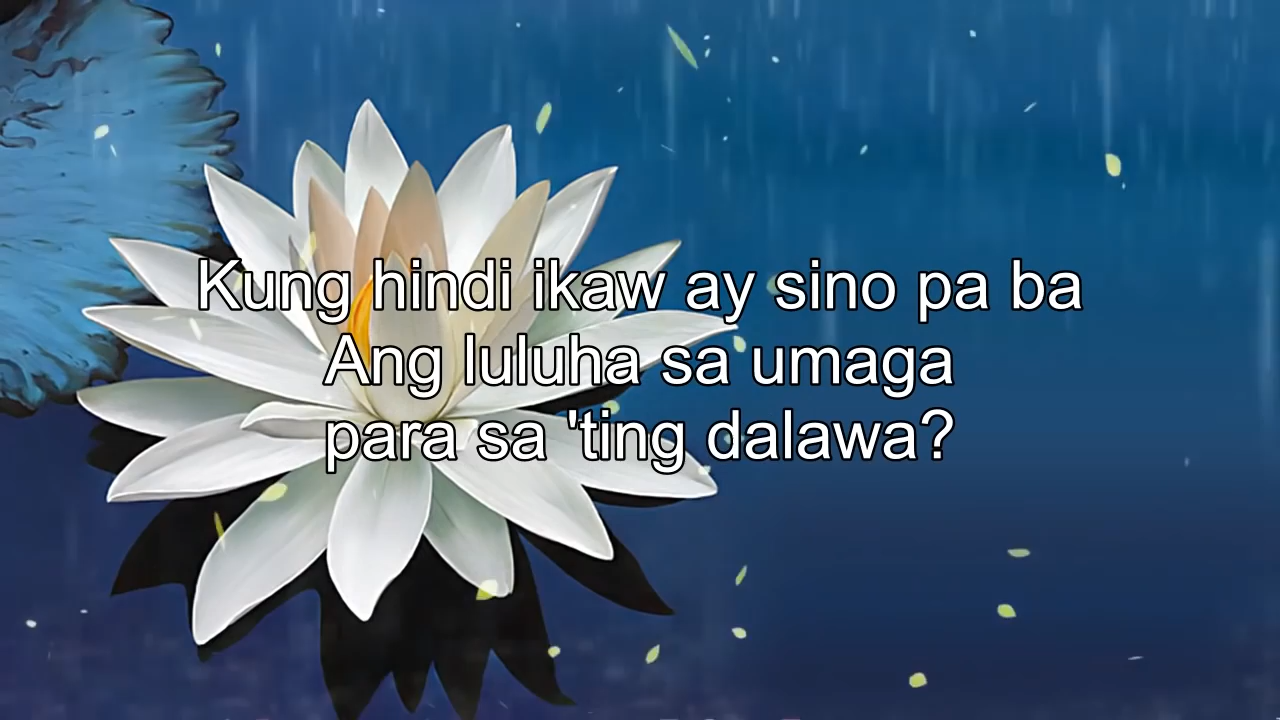 Kung hindi ikaw ay sino pa ba
Ang luluha sa umaga
para sa 'ting dalawa?